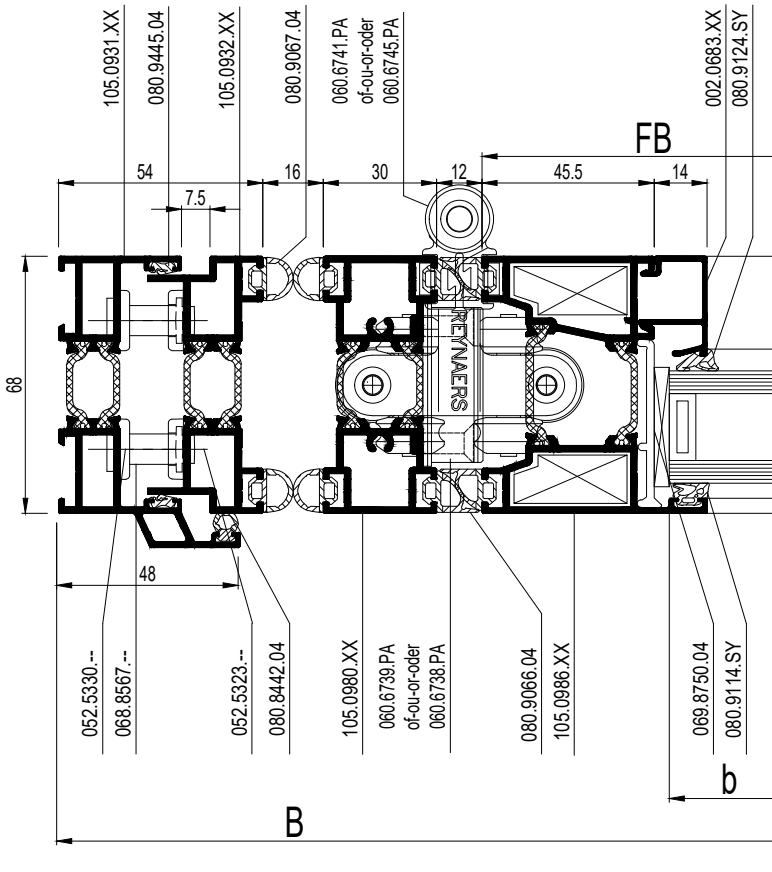 105.0931.XX
080.9445.04
105.0932.XX
080.9067.04
060.6741.PA
of-ou-or-oder
060.6745.PA
002.0683.XX
080.9124.SY
FB
54
16
30
12
45.5
14
7.5
68
REYNAERS
48
052.5330.--
068.8567.--
052.5323.--
080.8442.04
105.0980.XX
060.6739.PA
of-ou-or-oder
060.6738.PA
080.9066.04
105.0986.XX
069.8750.04
080.9114.SY
b
B